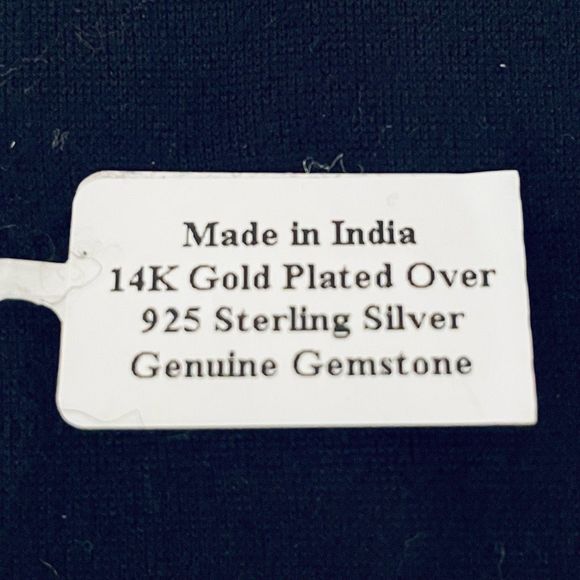 Made in India
14K Gold Plated Over
925 Sterling Silver
Genuine Gemstone